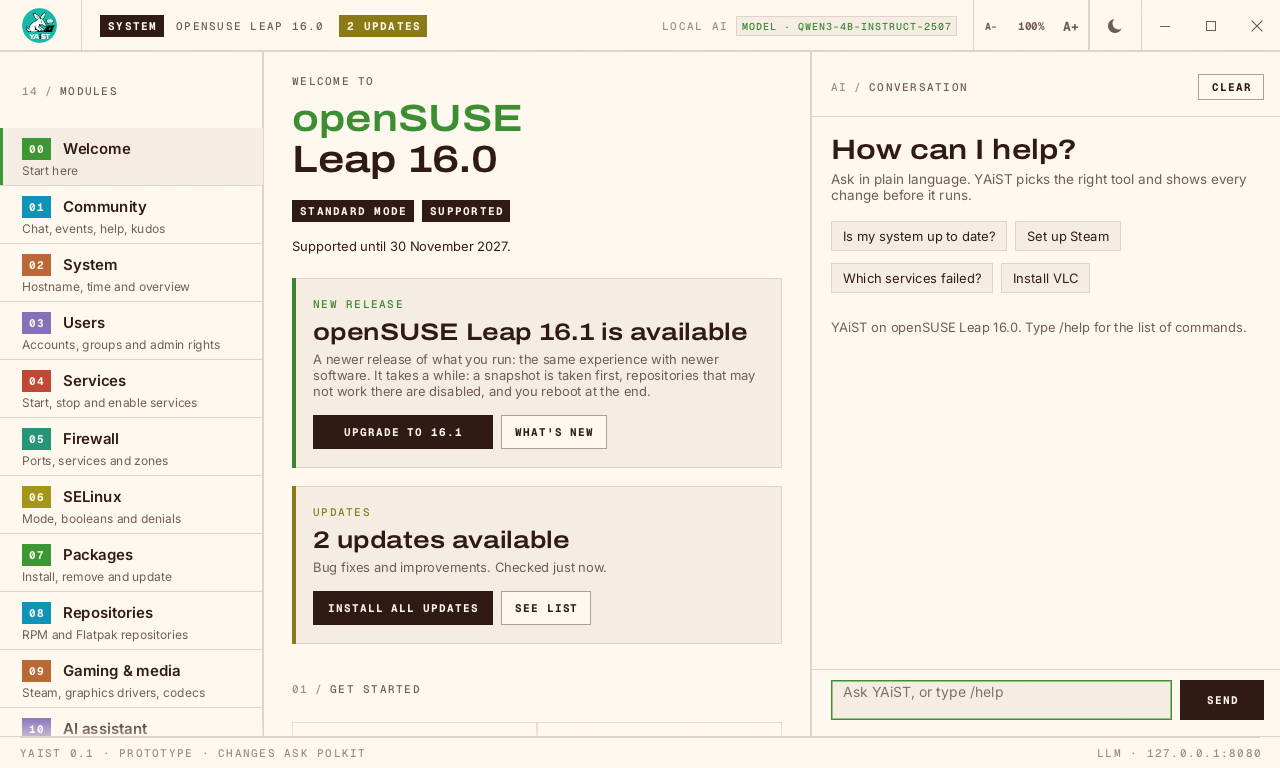 YAIST
SYSTEM OPENSUSE LEAP 16.0 2 UPDATES
LOCAL AI MODEL · QWEN3-4B-INSTRUCT-2507
A- 100% A+
14 / MODULES
00 Welcome
Start here
01 Community
Chat, events, help, kudos
02 System
Hostname, time and overview
03 Users
Accounts, groups and admin rights
04 Services
Start, stop and enable services
05 Firewall
Ports, services and zones
06 SELinux
Mode, booleans and denials
07 Packages
Install, remove and update
08 Repositories
RPM and Flatpak repositories
09 Gaming & media
Steam, graphics drivers, codecs
10 AI assistant
WELCOME TO
openSUSE
Leap 16.0
STANDARD MODE SUPPORTED
Supported until 30 November 2027.
NEW RELEASE
openSUSE Leap 16.1 is available
A newer release of what you run: the same experience with newer
software. It takes a while: a snapshot is taken first, repositories that may
not work there are disabled, and you reboot at the end.
UPGRADE TO 16.1 WHAT'S NEW
UPDATES
2 updates available
Bug fixes and improvements. Checked just now.
INSTALL ALL UPDATES SEE LIST
01 / GET STARTED
AI / CONVERSATION
CLEAR
How can I help?
Ask in plain language. YAiST picks the right tool and shows every
change before it runs.
Is my system up to date? Set up Steam
Which services failed? Install VLC
YAiST on openSUSE Leap 16.0. Type /help for the list of commands.
Ask YAiST, or type /help
SEND
YAIST 0.1 · PROTOTYPE · CHANGES ASK POLKIT
LLM · 127.0.0.1:8080